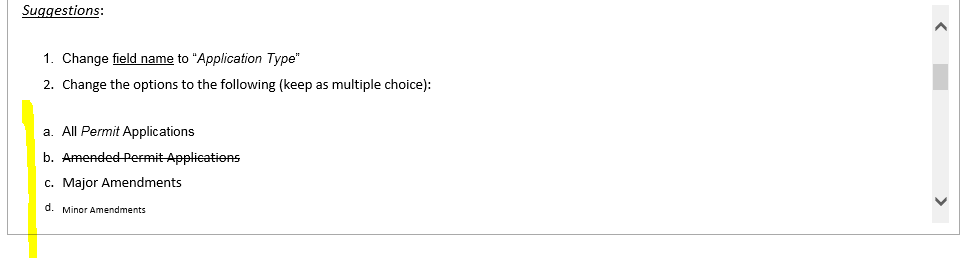 Suggestions:
1. Change field name to “Application Type”
2. Change the options to the following (keep as multiple choice):
a. All Permit Applications
b. Amended Permit Applications
c. Major Amendments
d. Minor Amendments